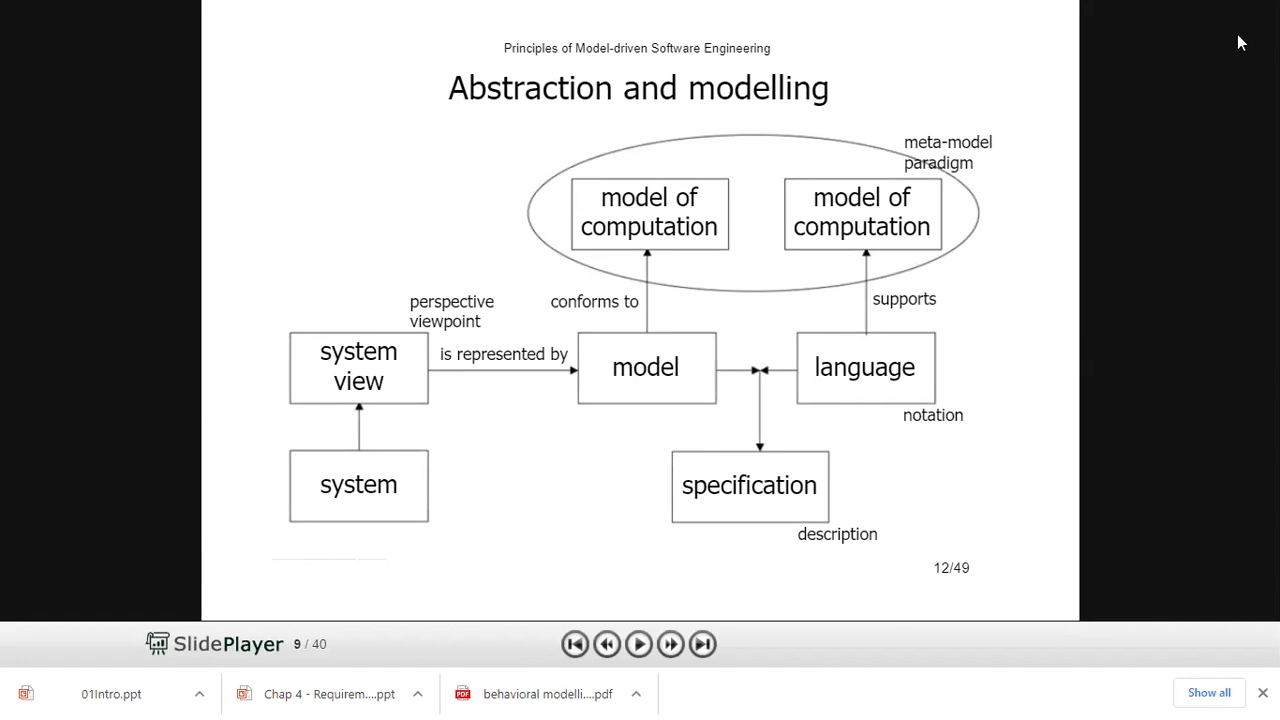 Principles of Model-driven Software Engineering
Abstraction and modelling
meta-model
paradigm
model of
computation
model of
computation
conforms to
supports
perspective
viewpoint
system
view
is represented by
model
language
notation
system
specification
description
12/49
SlidePlayer 9 / 40
01Intro.ppt
Chap 4 - Requirem....ppt
PDF
behavioral modelli....pdf
Show all